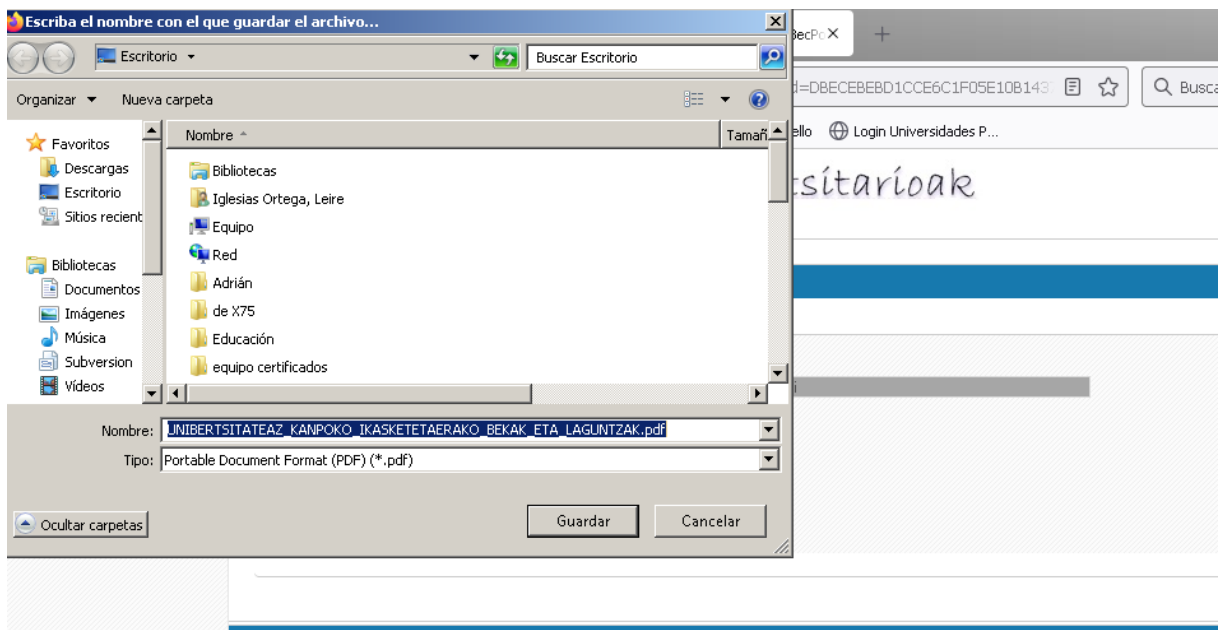 Escriba el nombre con el que guardar el archivo...
Escritorio
Buscar Escritorio
Organizar
Nueva carpeta
Favoritos
Descargas
Escritorio
Sitios recient
Bibliotecas
Documentos
Imágenes
Música
Subversion
Vídeos
Nombre
Tamañ
Bibliotecas
Iglesias Ortega, Leire
Equipo
Red
Adrián
de X75
Educación
equipo certificados
Nombre: UNIBERTSITATEAZ_KANPOKO_IKASKETETAERAKO_BEKAK_ETA_LAGUNTZAK.pdf
Tipo: Portable Document Format (PDF) (*.pdf)
Ocultar carpetas
Guardar
Cancelar
=DBECEBEBD1CCE6C1F05E10B143
Busca
ello
Login Universidades P...
tsitarioak